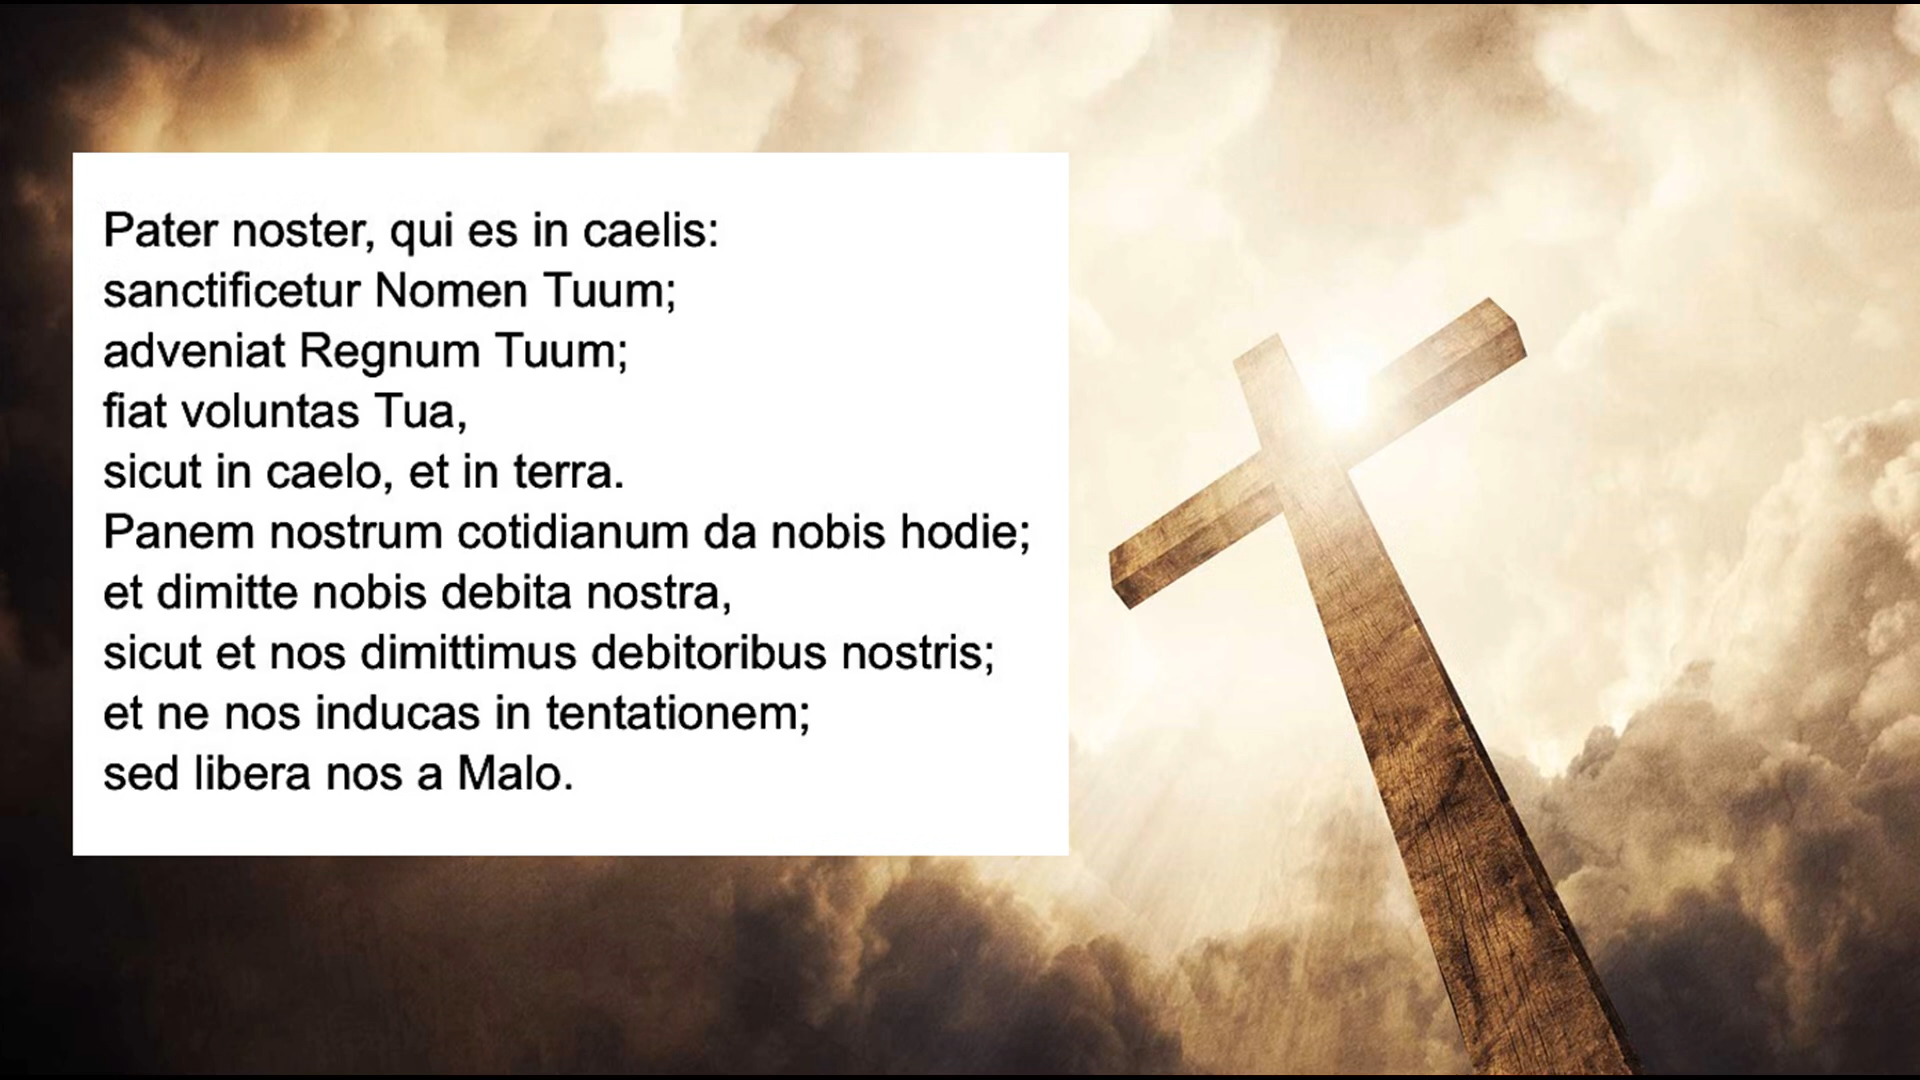 Pater noster, qui es in caelis:
sanctificetur Nomen Tuum;
adveniat Regnum Tuum;
fiat voluntas Tua,
sicut in caelo, et in terra.
Panem nostrum cotidianum da nobis hodie;
et dimitte nobis debita nostra,
sicut et nos dimittimus debitoribus nostris;
et ne nos inducas in tentationem;
sed libera nos a Malo.